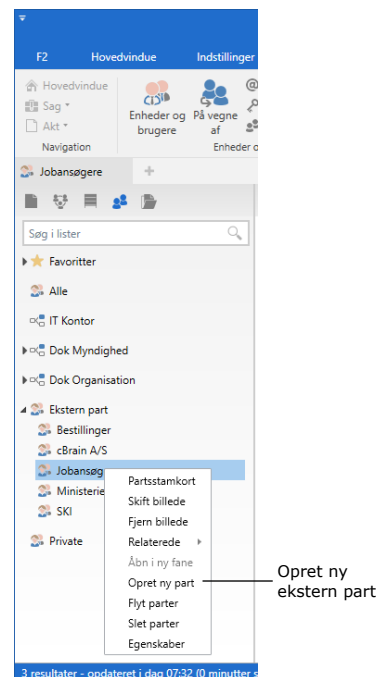 F2 Hovedvindue Indstillinger
Hovedvindue
Sag
Akt
Navigation
Enheder og
brugere
På vegne
af
@
Enheder o
Jobansøgere +
Søg i lister
Favoritter
Alle
IT Kontor
Dok Myndighed
Dok Organisation
Ekstern part
Bestillinger
cBrain A/S
Jobansøg
Ministerie
SKI
Private
Partsstamkort
Skift billede
Fjern billede
Relaterede
Åbn i ny fane
Opret ny part
Flyt parter
Slet parter
Egenskaber
Opret ny
ekstern part
3 resultater - opdateret i dag 07:32 (0 minutter s